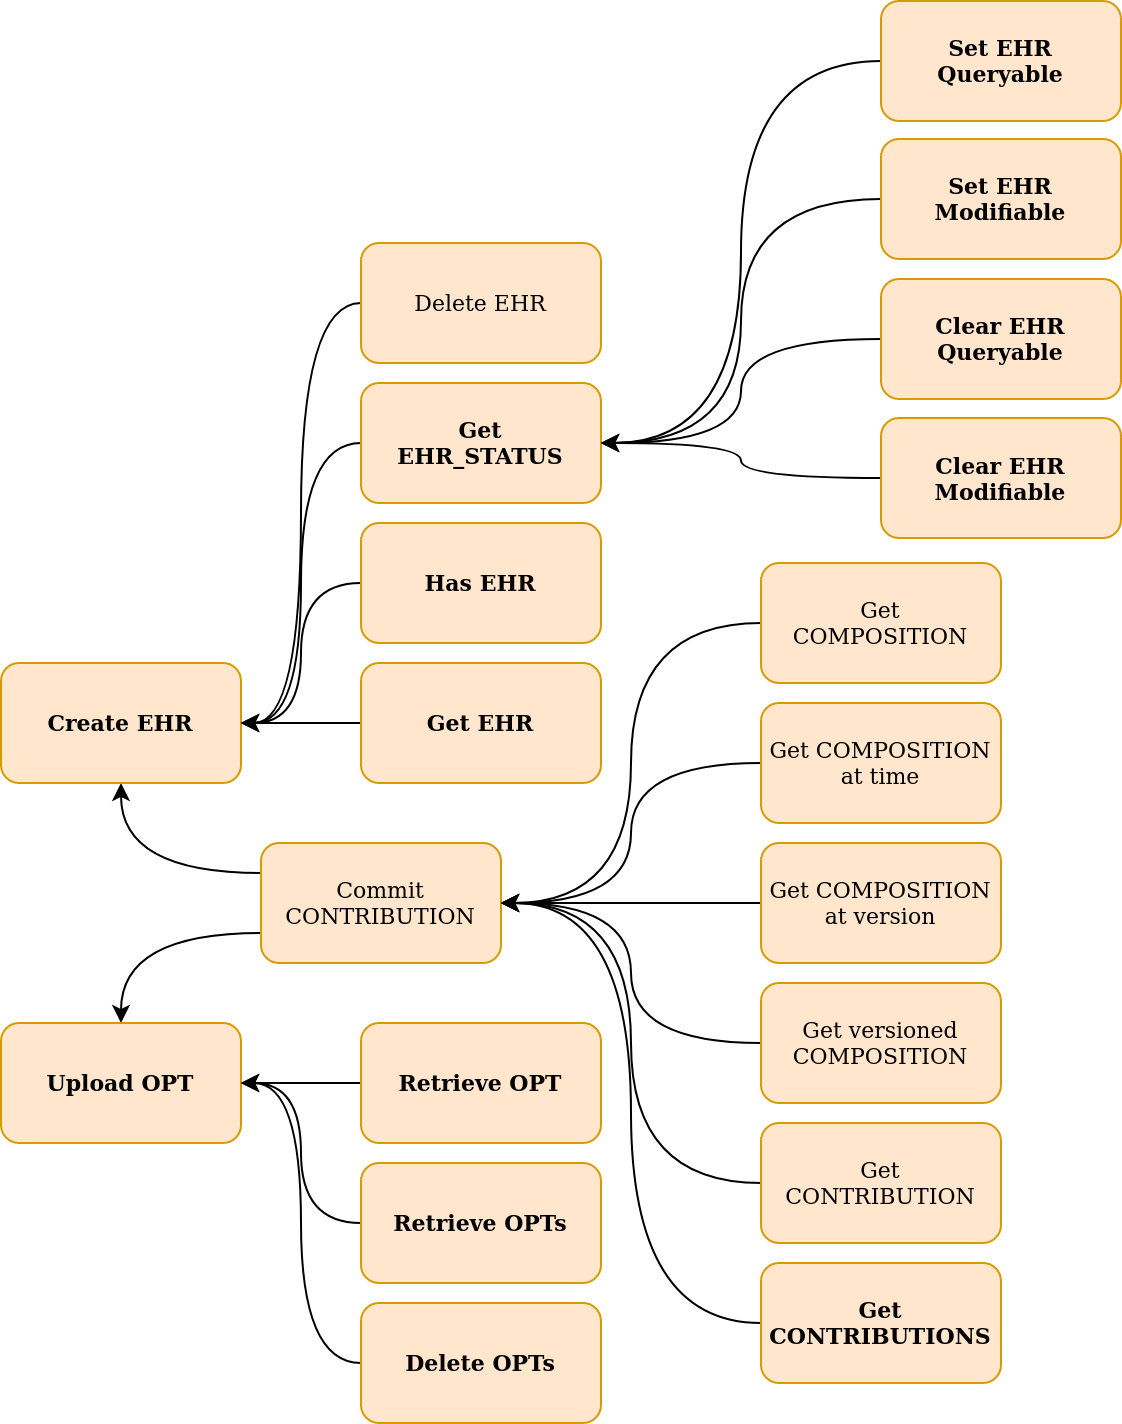 Set EHR
Queryable
Set EHR
Modifiable
Delete EHR
Clear EHR
Queryable
Get
EHR_STATUS
Clear EHR
Modifiable
Has EHR
Get
COMPOSITION
Create EHR
Get EHR
Get COMPOSITION
at time
Commit
CONTRIBUTION
Get COMPOSITION
at version
Get versioned
COMPOSITION
Upload OPT
Retrieve OPT
Get
CONTRIBUTION
Retrieve OPTs
Get
CONTRIBUTIONS
Delete OPTs